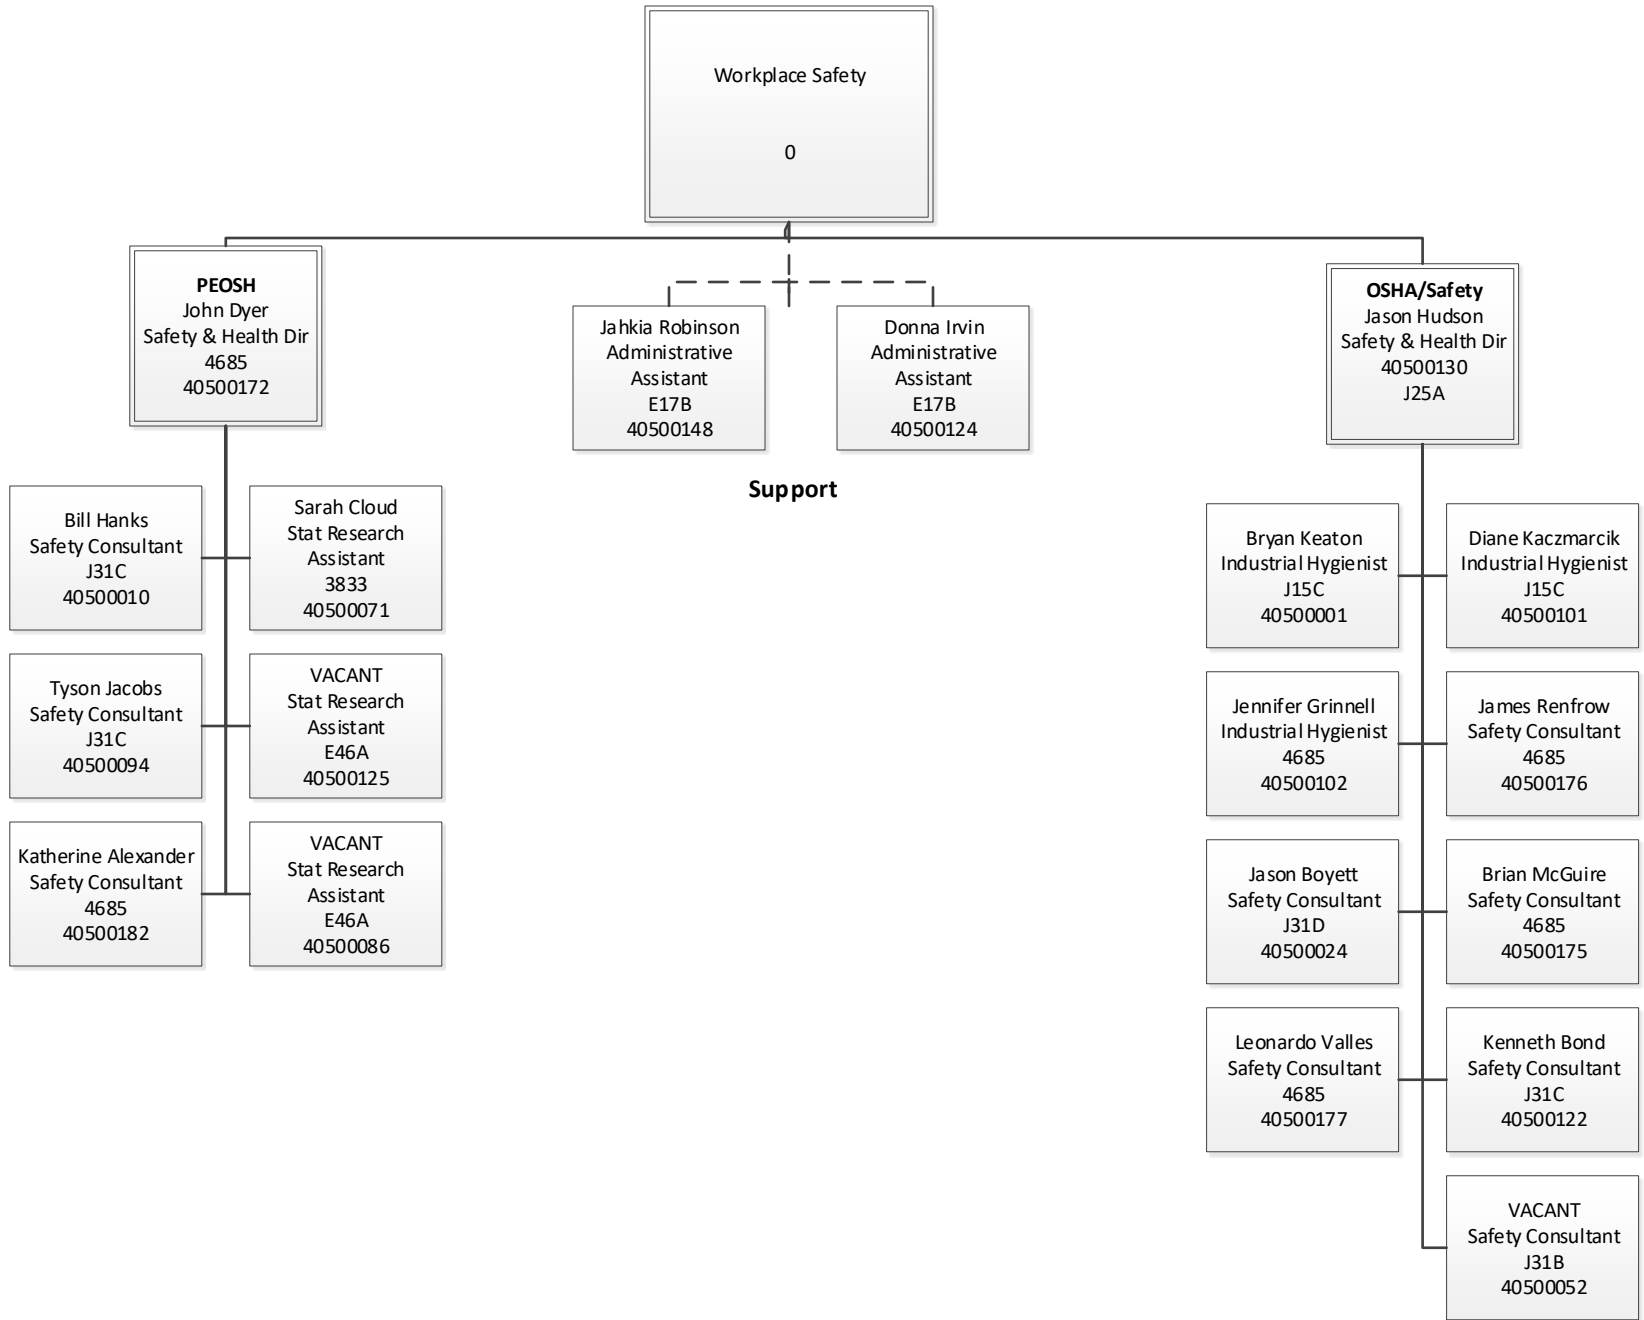 Workplace Safety
0
PEOSH
John Dyer
Safety & Health Dir
4685
40500172
Jahkia Robinson
Administrative
Assistant
E17B
40500148
Donna Irvin
Administrative
Assistant
E17B
40500124
Support
OSHA/Safety
Jason Hudson
Safety & Health Dir
40500130
J25A
Bill Hanks
Safety Consultant
J31C
40500010
Sarah Cloud
Stat Research
Assistant
3833
40500071
Tyson Jacobs
Safety Consultant
J31C
40500094
VACANT
Stat Research
Assistant
E46A
40500125
Katherine Alexander
Safety Consultant
4685
40500182
VACANT
Stat Research
Assistant
E46A
40500086
Bryan Keaton
Industrial Hygienist
J15C
40500001
Diane Kaczmarcik
Industrial Hygienist
J15C
40500101
Jennifer Grinnell
Industrial Hygienist
4685
40500102
James Renfrow
Safety Consultant
4685
40500176
Jason Boyett
Safety Consultant
J31D
40500024
Brian McGuire
Safety Consultant
4685
40500175
Leonardo Valles
Safety Consultant
4685
40500177
Kenneth Bond
Safety Consultant
J31C
40500122
VACANT
Safety Consultant
J31B
40500052